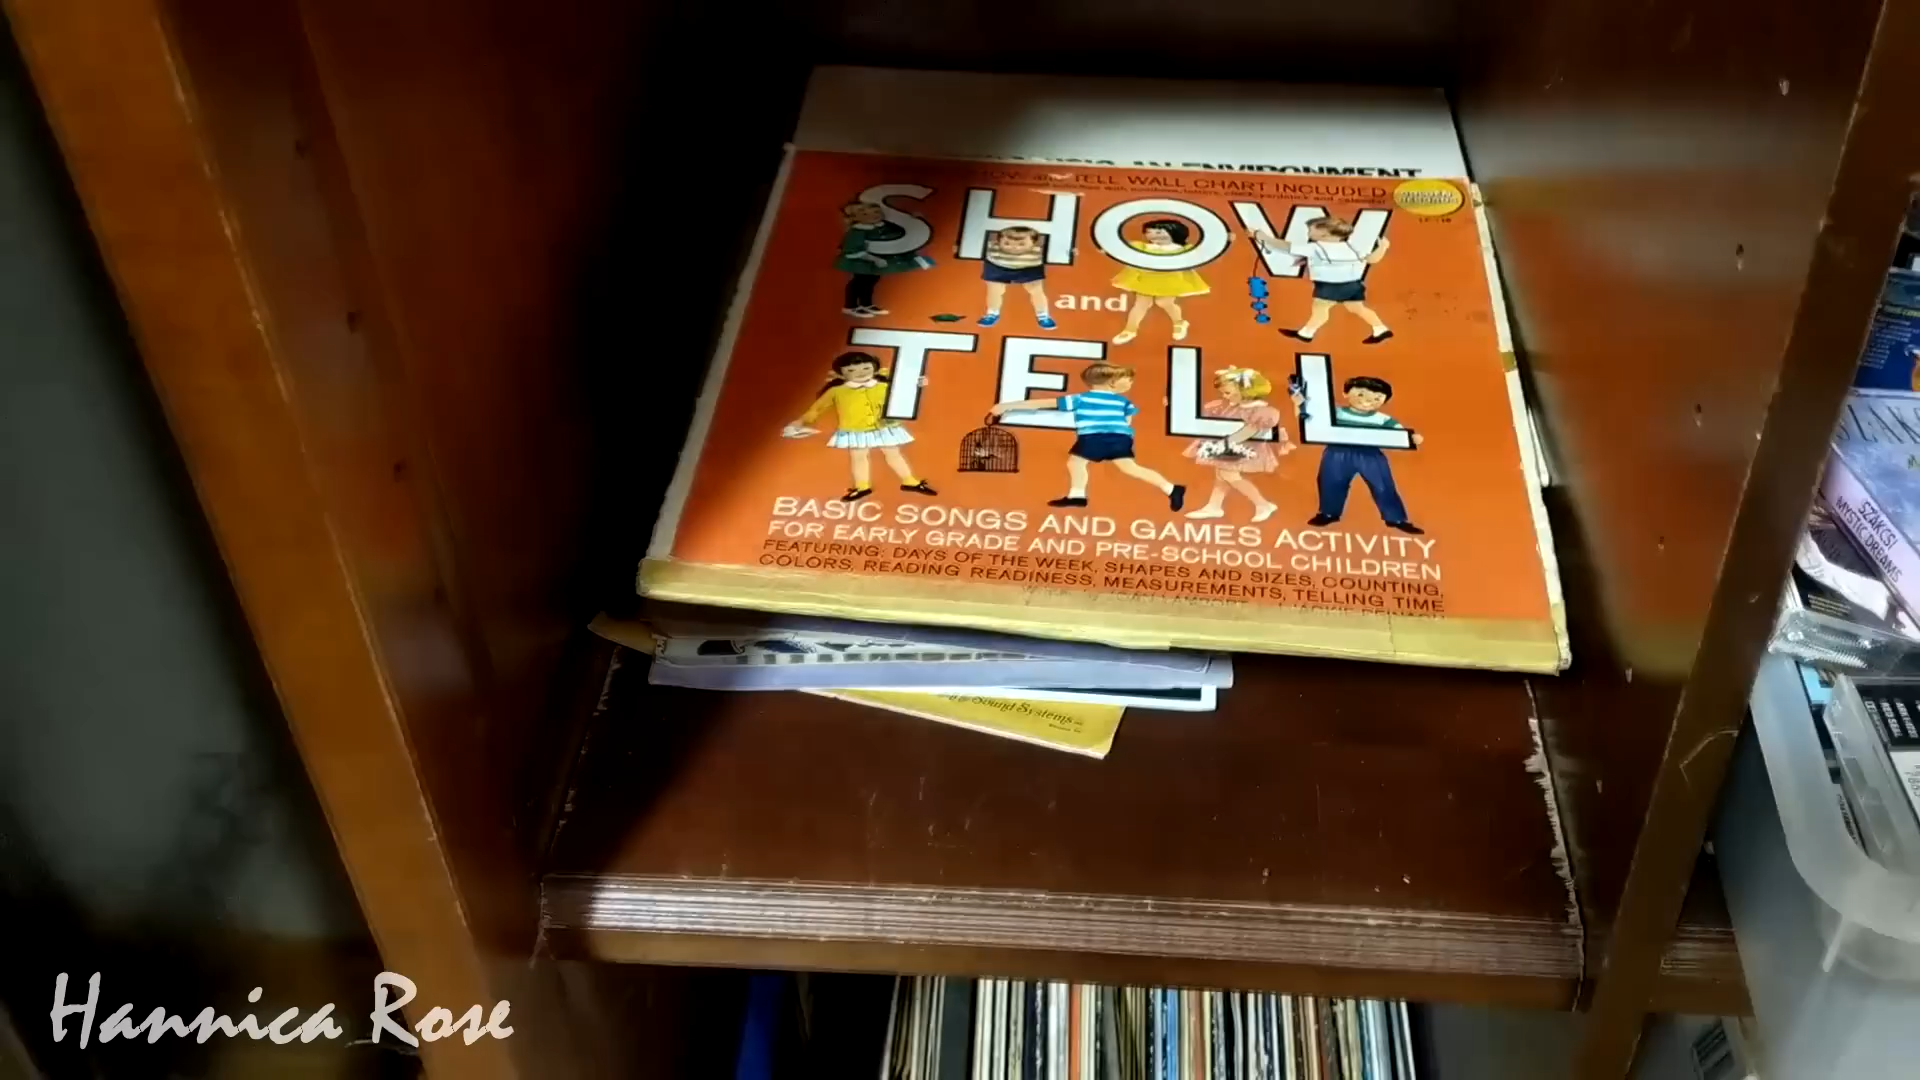 AN ENVIRONMENT
TELL WALL CHART INCLUDED
SHOW
and
TELL
BASIC SONGS AND GAMES ACTIVITY
FOR EARLY GRADE AND PRE-SCHOOL CHILDREN
FEATURING: DAYS OF THE WEEK, SHAPES AND SIZES, COUNTING,
COLORS, READING READINESS, MEASUREMENTS, TELLING TIME
Sound Systems
SZAKCSI
MYSTIC DREAMS
RED SEAL
Hannica Rose